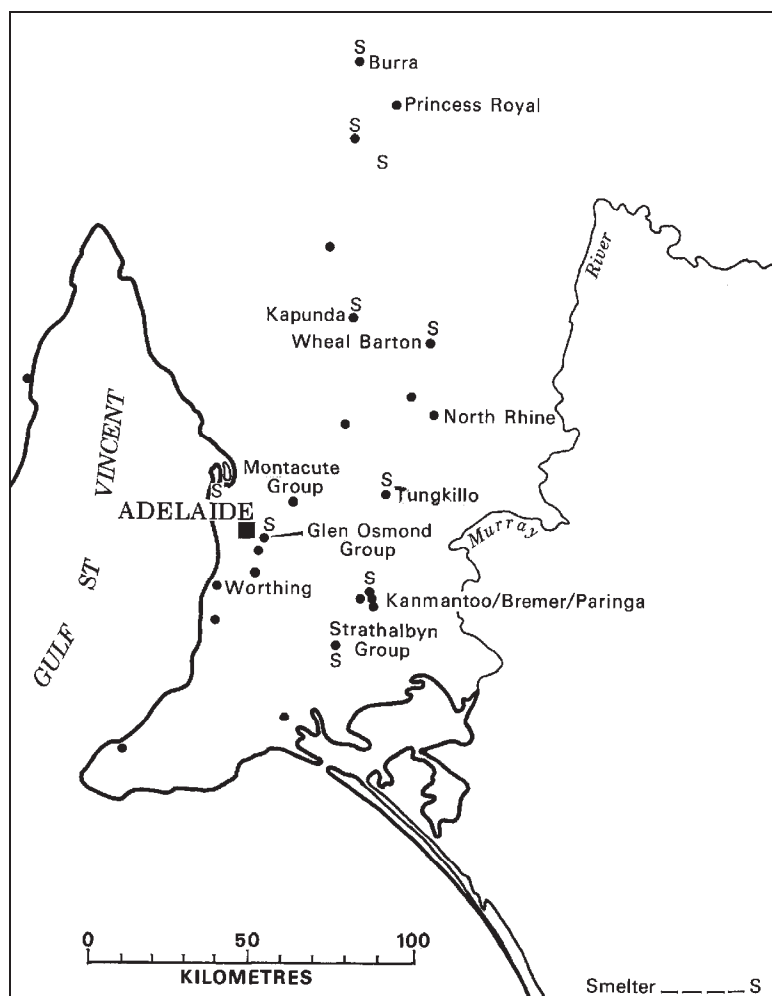 S
Burra
Princess Royal
S
S
River
Kapunda
S
S
Wheal Barton
North Rhine
GULF ST VINCENT
Montacute
Group
S
Tungkillo
S
ADELAIDE
S
Glen Osmond
Group
Murray
Worthing
S
Kanmantoo/Bremer/Paringa
Strathalbyn
Group
S
0 50 100
KILOMETRES
Smelter _ _ _ _ S